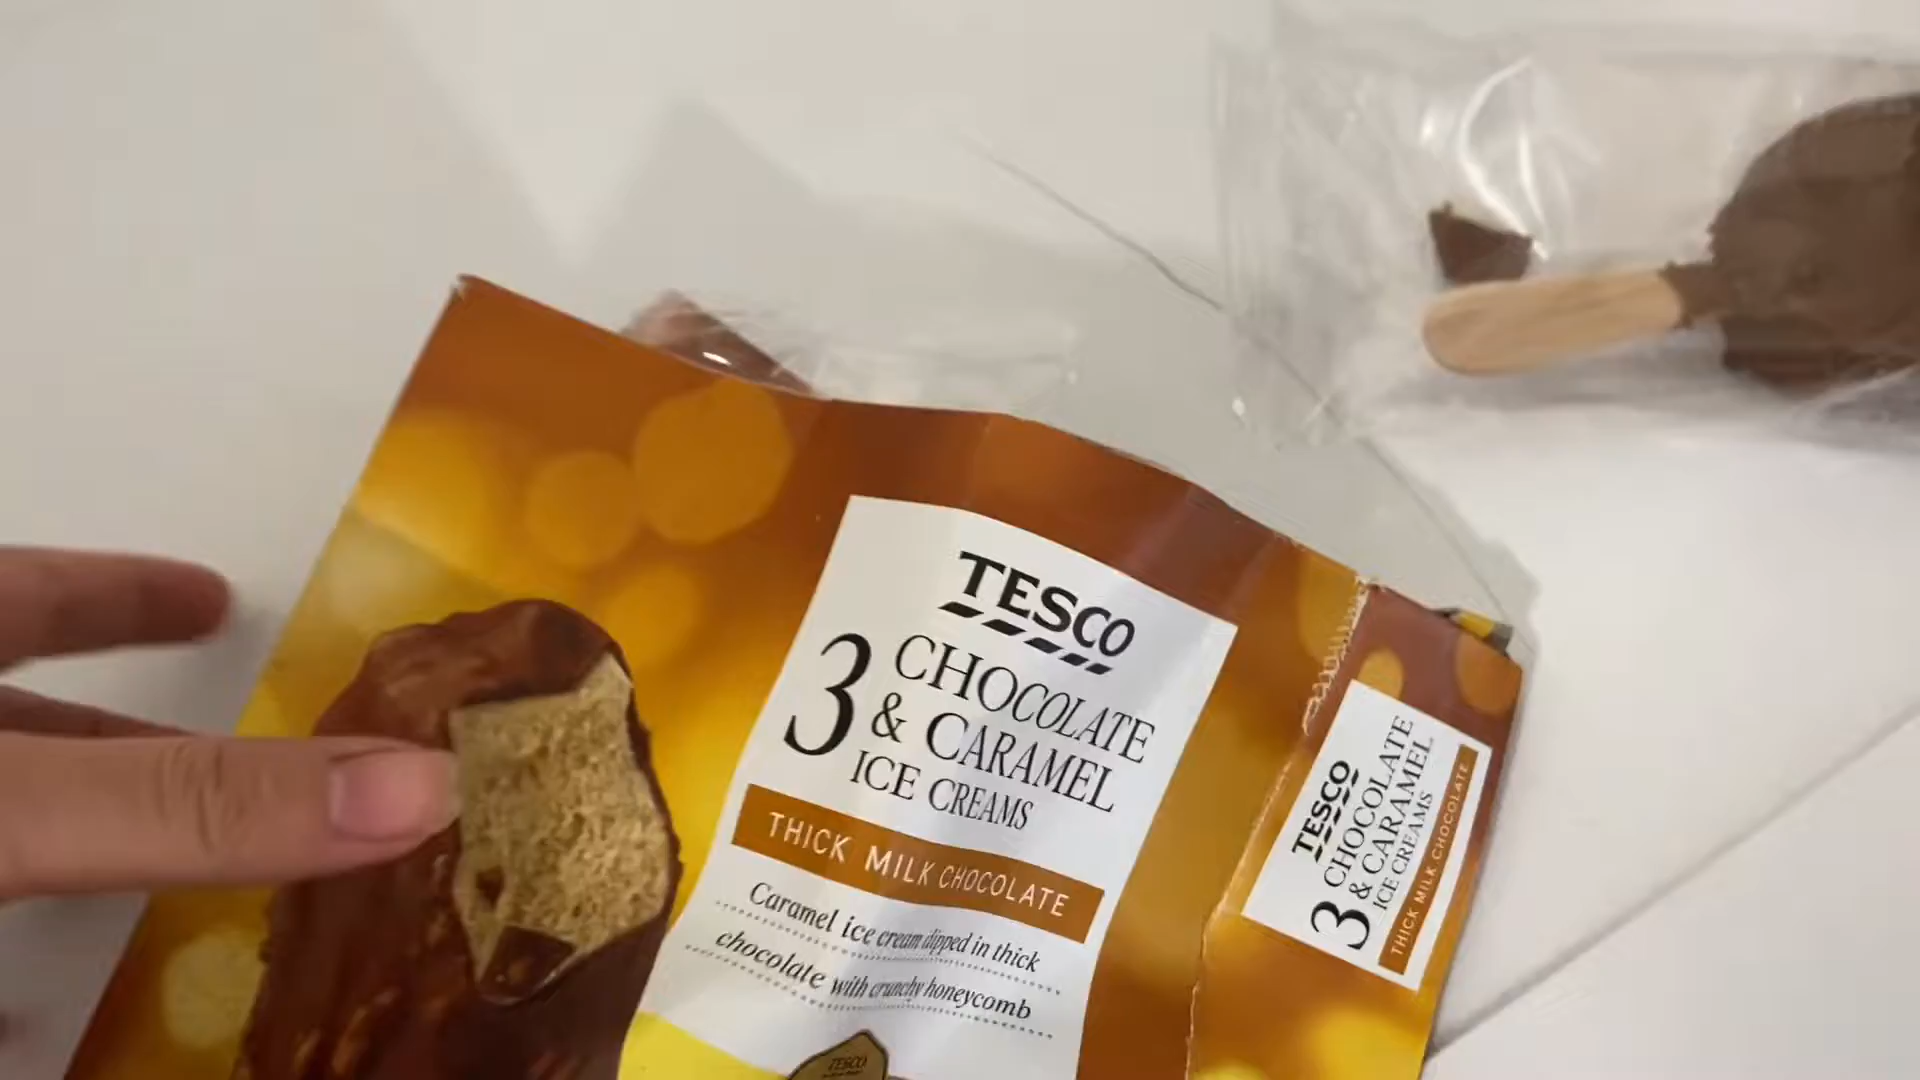 TESCO
3 CHOCOLATE
& CARAMEL
ICE CREAMS
THICK MILK CHOCOLATE
Caramel ice cream dipped in thick
chocolate with crunchy honeycomb
TESCO
TESCO
3 CHOCOLATE
& CARAMEL
ICE CREAMS
THICK MILK CHOCOLATE